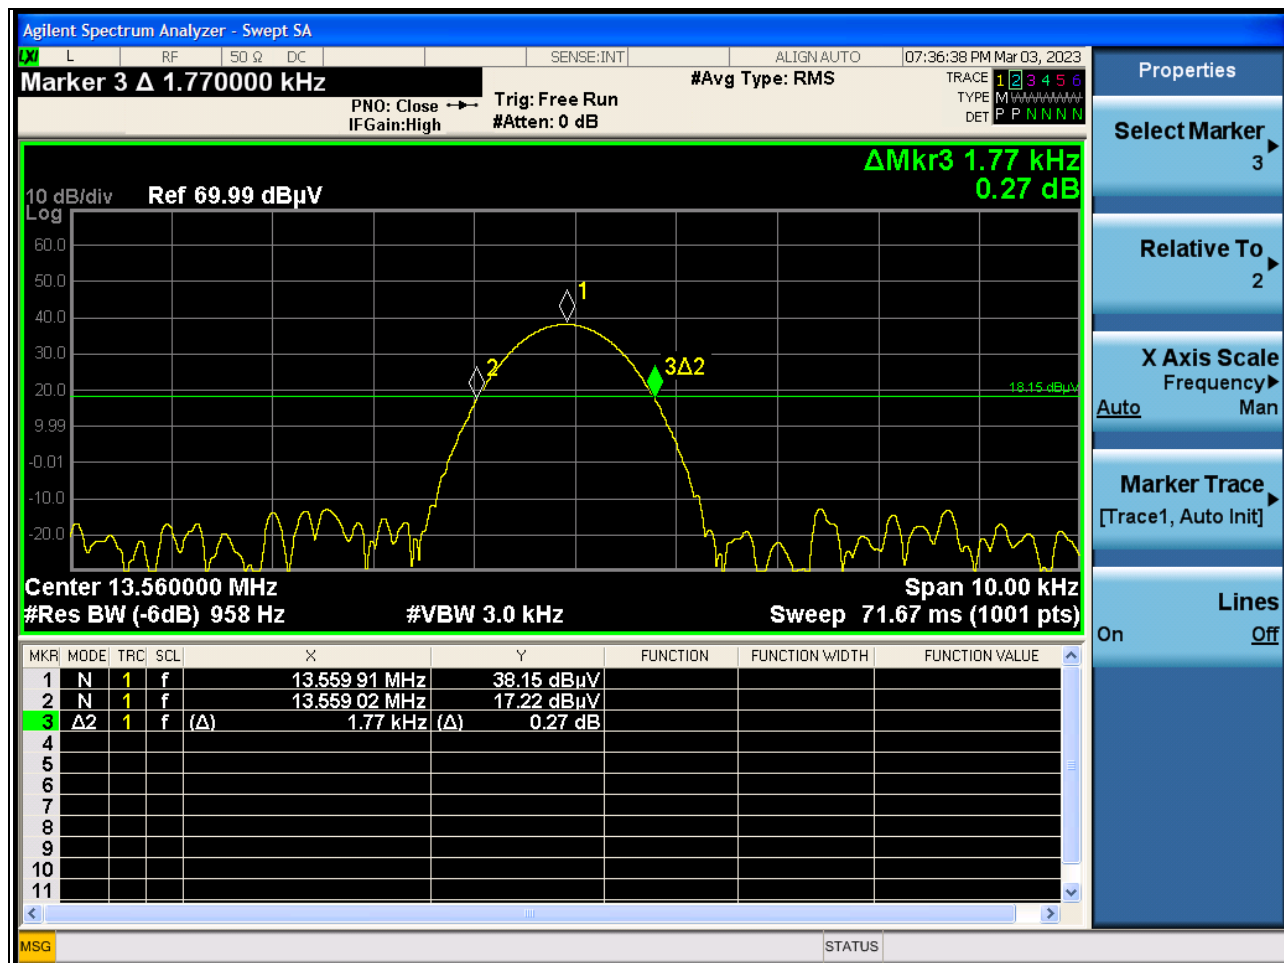 Agilent Spectrum Analyzer - Swept SA
LXI L RF 50 Ω DC SENSE:INT ALIGN AUTO 07:36:38 PM Mar 03, 2023
Marker 3 Δ 1.770000 kHz
PNO: Close
IFGain:High
Trig: Free Run
#Atten: 0 dB
#Avg Type: RMS
TRACE 1 2 3 4 5 6
TYPE M WWWWW
DET P P N N N N
ΔMkr3 1.77 kHz
0.27 dB
10 dB/div
Log
Ref 69.99 dBµV
60.0
50.0
40.0
30.0
20.0
9.99
-0.01
-10.0
-20.0
1
2
3Δ2
18.15 dBµV
Center 13.560000 MHz Span 10.00 kHz
#Res BW (-6dB) 958 Hz #VBW 3.0 kHz Sweep 71.67 ms (1001 pts)
MKR MODE TRC SCL X Y FUNCTION FUNCTION WIDTH FUNCTION VALUE
1 N 1 f 13.559 91 MHz 38.15 dBµV
2 N 1 f 13.559 02 MHz 17.22 dBµV
3 Δ2 1 f (Δ) 1.77 kHz (Δ) 0.27 dB
4
5
6
7
8
9
10
11
MSG STATUS
Properties
Select Marker
3
Relative To
2
X Axis Scale
Frequency
Auto Man
Marker Trace
[Trace1, Auto Init]
Lines
On Off